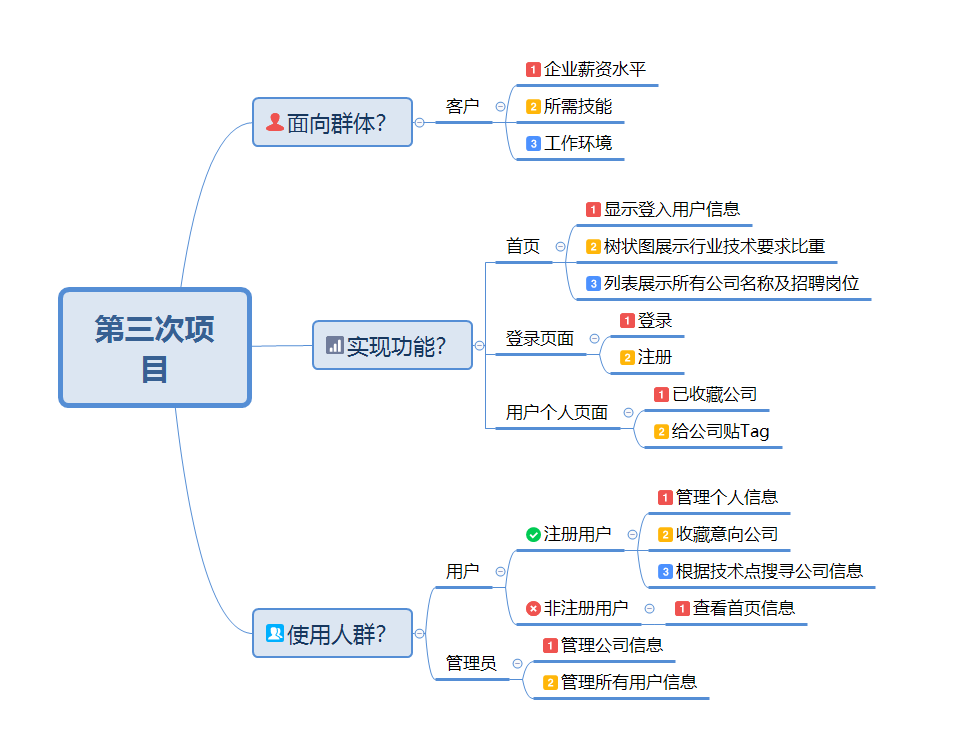 第三次项
目
面向群体?
客户
1 企业薪资水平
2 所需技能
3 工作环境
实现功能?
首页
1 显示登入用户信息
2 树状图展示行业技术要求比重
3 列表展示所有公司名称及招聘岗位
登录页面
1 登录
2 注册
用户个人页面
1 已收藏公司
2 给公司贴Tag
使用人群?
用户
注册用户
1 管理个人信息
2 收藏意向公司
3 根据技术点搜寻公司信息
非注册用户
1 查看首页信息
管理员
1 管理公司信息
2 管理所有用户信息